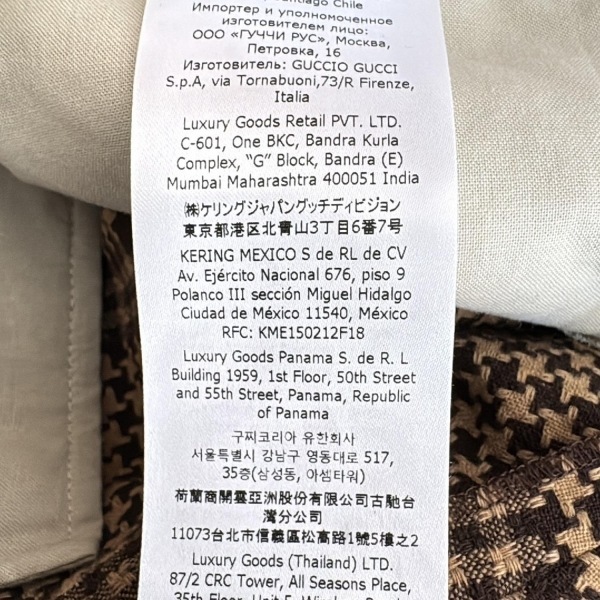 Santiago Chile
Импортер и уполномоченное
изготовителем лицо:
ООО «ГУЧЧИ РУС», Москва,
Петровка, 16
Изготовитель: GUCCIO GUCCI
S.p.A, via Tornabuoni,73/R Firenze,
Italia
Luxury Goods Retail PVT. LTD.
C-601, One BKC, Bandra Kurla
Complex, “G” Block, Bandra (E)
Mumbai Maharashtra 400051 India
㈱ケリングジャパングッチディビジョン
東京都港区北青山3丁目6番7号
KERING MEXICO S de RL de CV
Av. Ejército Nacional 676, piso 9
Polanco III sección Miguel Hidalgo
Ciudad de México 11540, México
RFC: KME150212F18
Luxury Goods Panama S. de R. L
Building 1959, 1st Floor, 50th Street
and 55th Street, Panama, Republic
of Panama
구찌코리아 유한회사
서울특별시 강남구 영동대로 517,
35층(삼성동, 아셈타워)
荷蘭商開雲亞洲股份有限公司古馳台
灣分公司
11073台北市信義區松高路1號5樓之2
Luxury Goods (Thailand) LTD.
87/2 CRC Tower, All Seasons Place,
35th Floor, Unit 5, Wireless